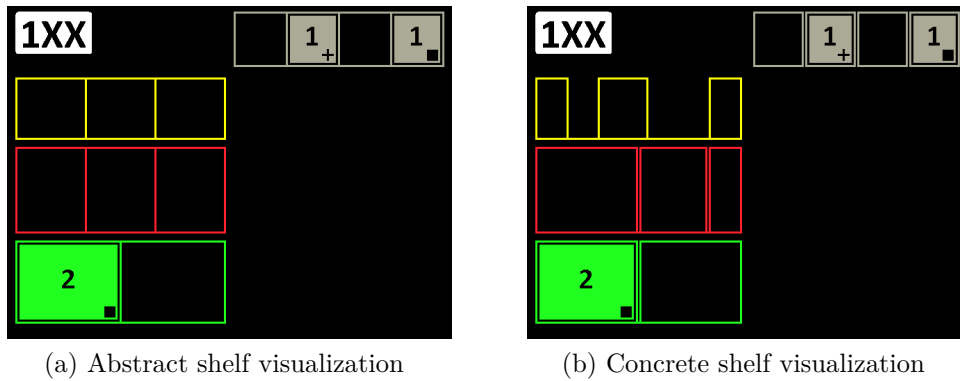 1XX 1+ 1
2
(a) Abstract shelf visualization
1XX 1+ 1
2
(b) Concrete shelf visualization